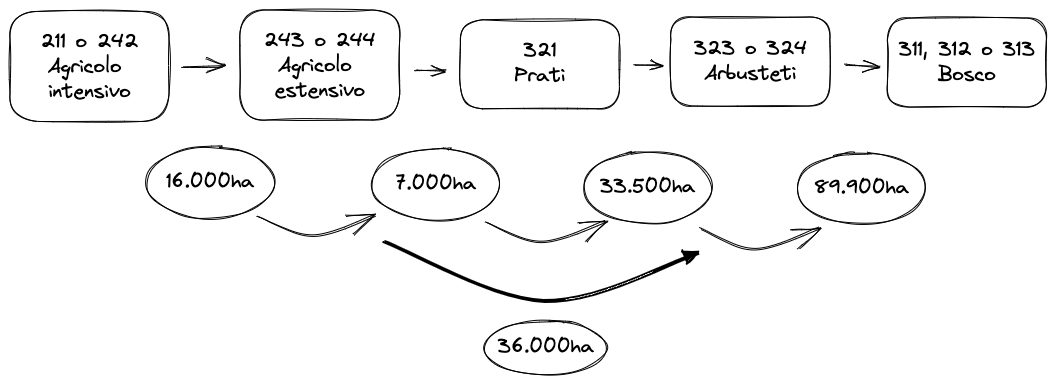 211 o 242
Agricolo
intensivo
243 o 244
Agricolo
estensivo
321
Prati
323 o 324
Arbusteti
311, 312 o 313
Bosco
16.000ha
7.000ha
33.500ha
89.900ha
36.000ha